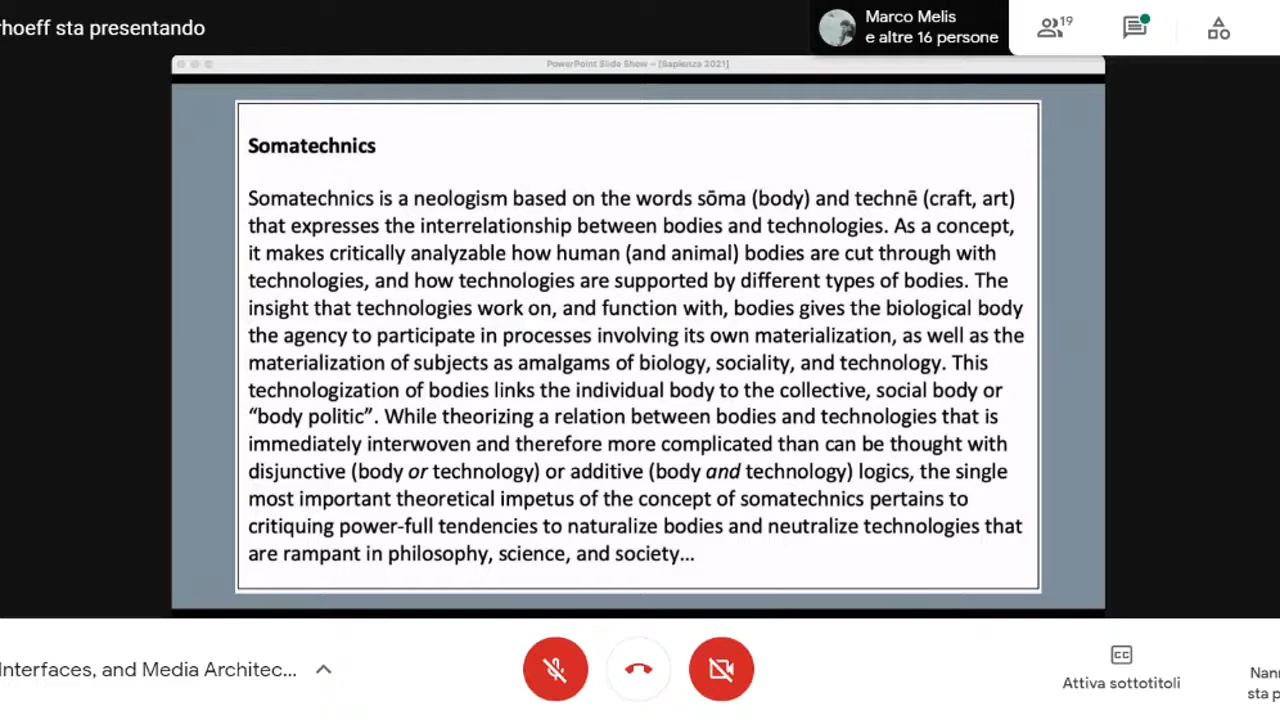 rhoeff sta presentando
Marco Melis
e altre 16 persone
19
PowerPoint Slide Show – [Sapienza 2021]
Somatechnics
Somatechnics is a neologism based on the words sōma (body) and technē (craft, art)
that expresses the interrelationship between bodies and technologies. As a concept,
it makes critically analyzable how human (and animal) bodies are cut through with
technologies, and how technologies are supported by different types of bodies. The
insight that technologies work on, and function with, bodies gives the biological body
the agency to participate in processes involving its own materialization, as well as the
materialization of subjects as amalgams of biology, sociality, and technology. This
technologization of bodies links the individual body to the collective, social body or
“body politic”. While theorizing a relation between bodies and technologies that is
immediately interwoven and therefore more complicated than can be thought with
disjunctive (body or technology) or additive (body and technology) logics, the single
most important theoretical impetus of the concept of somatechnics pertains to
critiquing power-full tendencies to naturalize bodies and neutralize technologies that
are rampant in philosophy, science, and society...
Interfaces, and Media Architec...
CC
Attiva sottotitoli
Nann
sta p